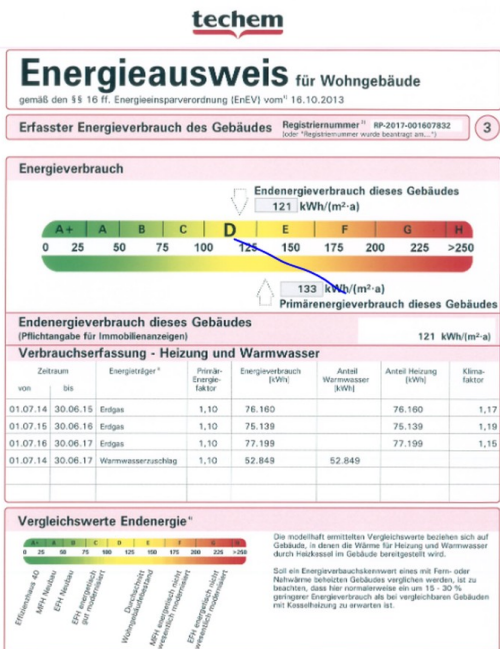 techem
Energieausweis für Wohngebäude
gemäß den §§ 16 ff. Energieeinsparverordnung (EnEV) vom 16.10.2013
Erfasster Energieverbrauch des Gebäudes Registriernummer RP-2017-001607832 3
(oder "Registriernummer wurde beantragt am...")
Energieverbrauch
Endenergieverbrauch dieses Gebäudes
121 kWh/(m²·a)
A+ A B C D E F G H
0 25 50 75 100 125 150 175 200 225 >250
133 kWh/(m²·a)
Primärenergieverbrauch dieses Gebäudes
Endenergieverbrauch dieses Gebäudes
(Pflichtangabe für Immobilienanzeigen) 121 kWh/(m²·a)
Verbrauchserfassung - Heizung und Warmwasser
Zeitraum Energieträger Primär-Energie-faktor Energieverbrauch [kWh] Anteil Warmwasser [kWh] Anteil Heizung [kWh] Klima-faktor
von bis
01.07.14 30.06.15 Erdgas 1,10 76.160 76.160 1,17
01.07.15 30.06.16 Erdgas 1,10 75.139 75.139 1,19
01.07.16 30.06.17 Erdgas 1,10 77.199 77.199 1,15
01.07.14 30.06.17 Warmwasserzuschlag 1,10 52.849 52.849
Vergleichswerte Endenergie
A+ A B C D E F G H
0 25 50 75 100 125 150 175 200 225 >250
Effizienzhaus 40
MFH Neubau
EFH Neubau
EFH energetisch gut modernisiert
Durchschnitt Wohngebäudebestand
MFH energetisch nicht wesentlich modernisiert
EFH energetisch nicht wesentlich modernisiert
Die modellhaft ermittelten Vergleichswerte beziehen sich auf
Gebäude, in denen die Wärme für Heizung und Warmwasser
durch Heizkessel im Gebäude bereitgestellt wird.
Soll ein Energieverbrauchskennwert eines mit Fern- oder
Nahwärme beheizten Gebäudes verglichen werden, ist zu
beachten, dass hier normalerweise ein um 15 - 30 %
geringerer Energieverbrauch als bei vergleichbaren Gebäuden
mit Kesselheizung zu erwarten ist.